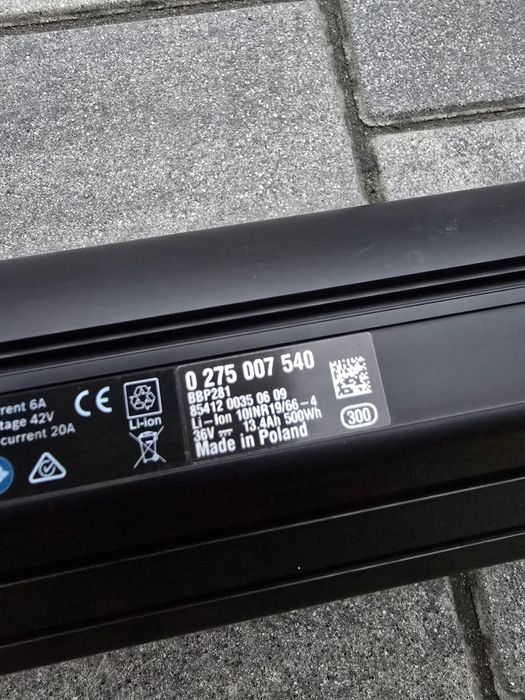 rrent 6A
tage 42V
current 20A
CE
Li-Ion
0 275 007 540
BBP281
85412 0035 06 09
Li-Ion 10INR19/66-4
36V 13.4Ah 500Wh
Made in Poland
300